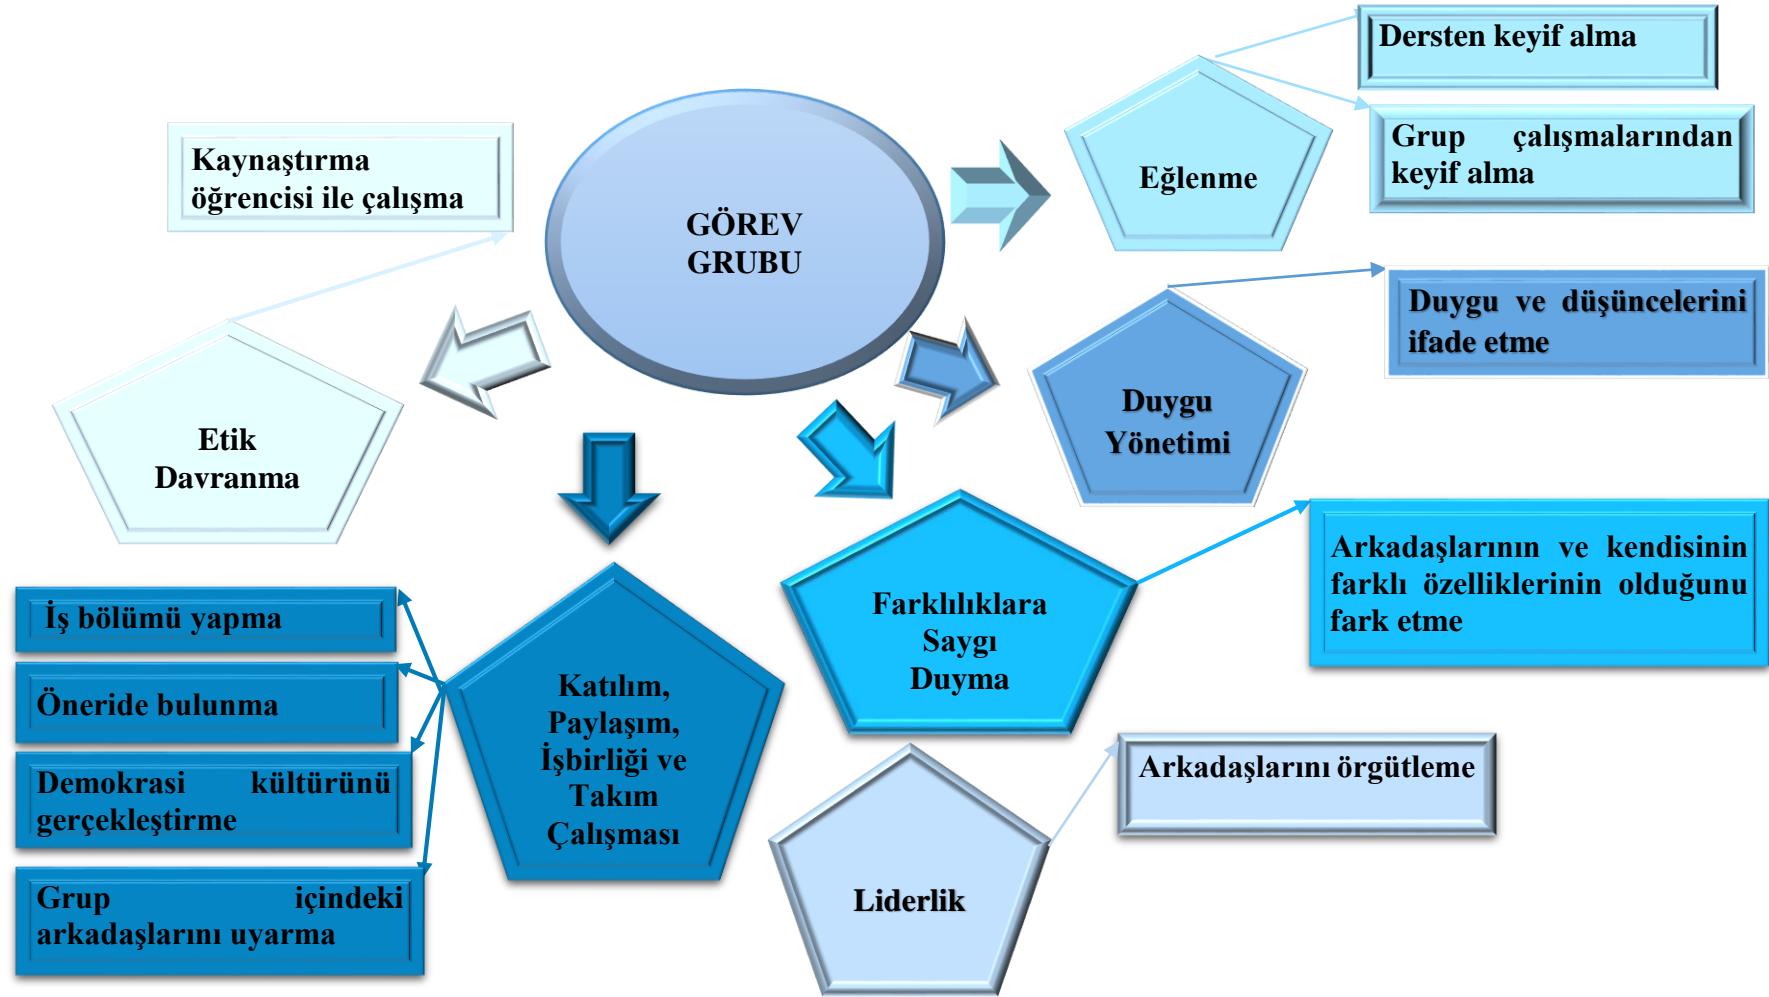 GÖREV
GRUBU
Eğlenme
Dersten keyif alma
Grup çalışmalarından
keyif alma
Duygu
Yönetimi
Duygu ve düşüncelerini
ifade etme
Farklılıklara
Saygı
Duyma
Arkadaşlarının ve kendisinin
farklı özelliklerinin olduğunu
fark etme
Liderlik
Arkadaşlarını örgütleme
Katılım,
Paylaşım,
İşbirliği ve
Takım
Çalışması
İş bölümü yapma
Öneride bulunma
Demokrasi kültürünü
gerçekleştirme
Grup içindeki
arkadaşlarını uyarma
Etik
Davranma
Kaynaştırma
öğrencisi ile çalışma